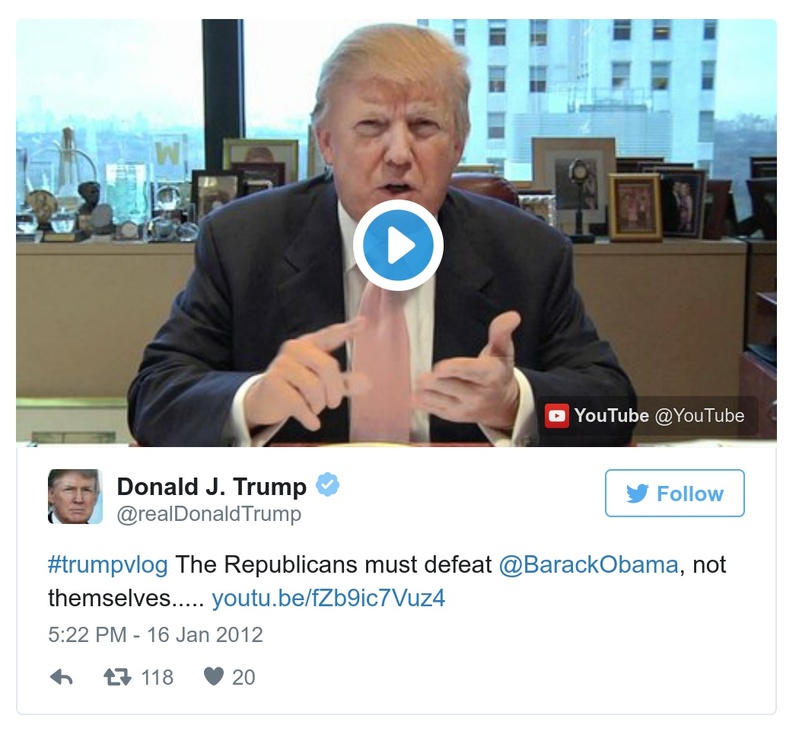 W
YouTube @YouTube
Donald J. Trump
@realDonaldTrump
Follow
#trumpvlog The Republicans must defeat @BarackObama, not
themselves..... youtu.be/fZb9ic7Vuz4
5:22 PM - 16 Jan 2012
118 20